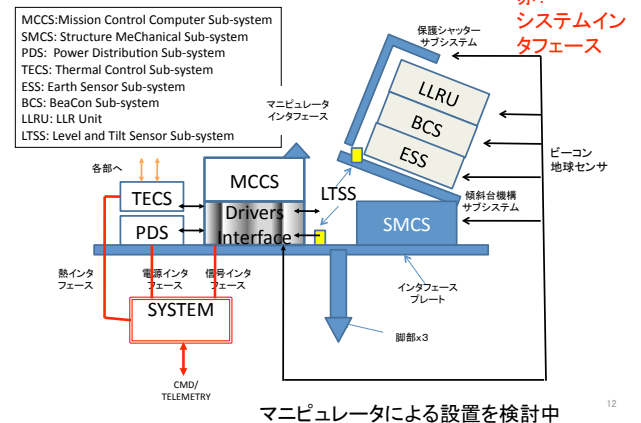 MCCS:Mission Control Computer Sub-system
SMCS: Structure MeChanical Sub-system
PDS: Power Distribution Sub-system
TECS: Thermal Control Sub-system
ESS: Earth Sensor Sub-system
BCS: BeaCon Sub-system
LLRU: LLR Unit
LTSS: Level and Tilt Sensor Sub-system
システムイン
タフェース
保護シャッター
サブシステム
マニピュレータ
インタフェース
LLRU
BCS
ESS
ビーコン
地球センサ
各部へ
MCCS
TECS
LTSS
傾斜台機構
サブシステム
Drivers
Interface
PDS
SMCS
熱インタ
フェース
電源インタ
フェース
信号インタ
フェース
インタフェース
プレート
SYSTEM
脚部x3
CMD/
TELEMETRY
マニピュレータによる設置を検討中
12